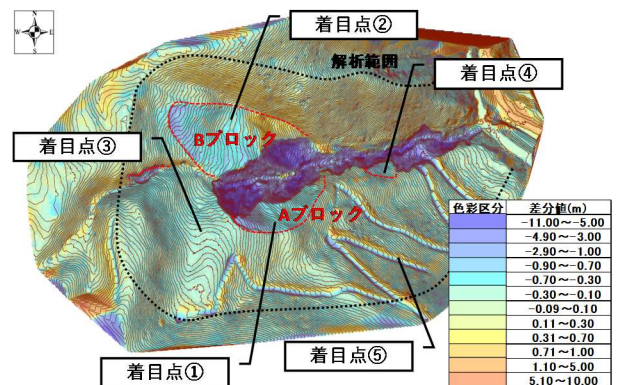 N
W E
S
着目点②
解析範囲
着目点④
Bブロック
着目点③
Aブロック
色彩区分 差分値(m)
-11.00~-5.00
-4.90~-3.00
-2.90~-1.00
-0.90~-0.70
-0.70~-0.30
-0.30~-0.10
-0.09~0.10
0.11~0.30
0.31~0.70
0.71~1.00
1.10~5.00
5.10~10.00
着目点⑤
着目点①